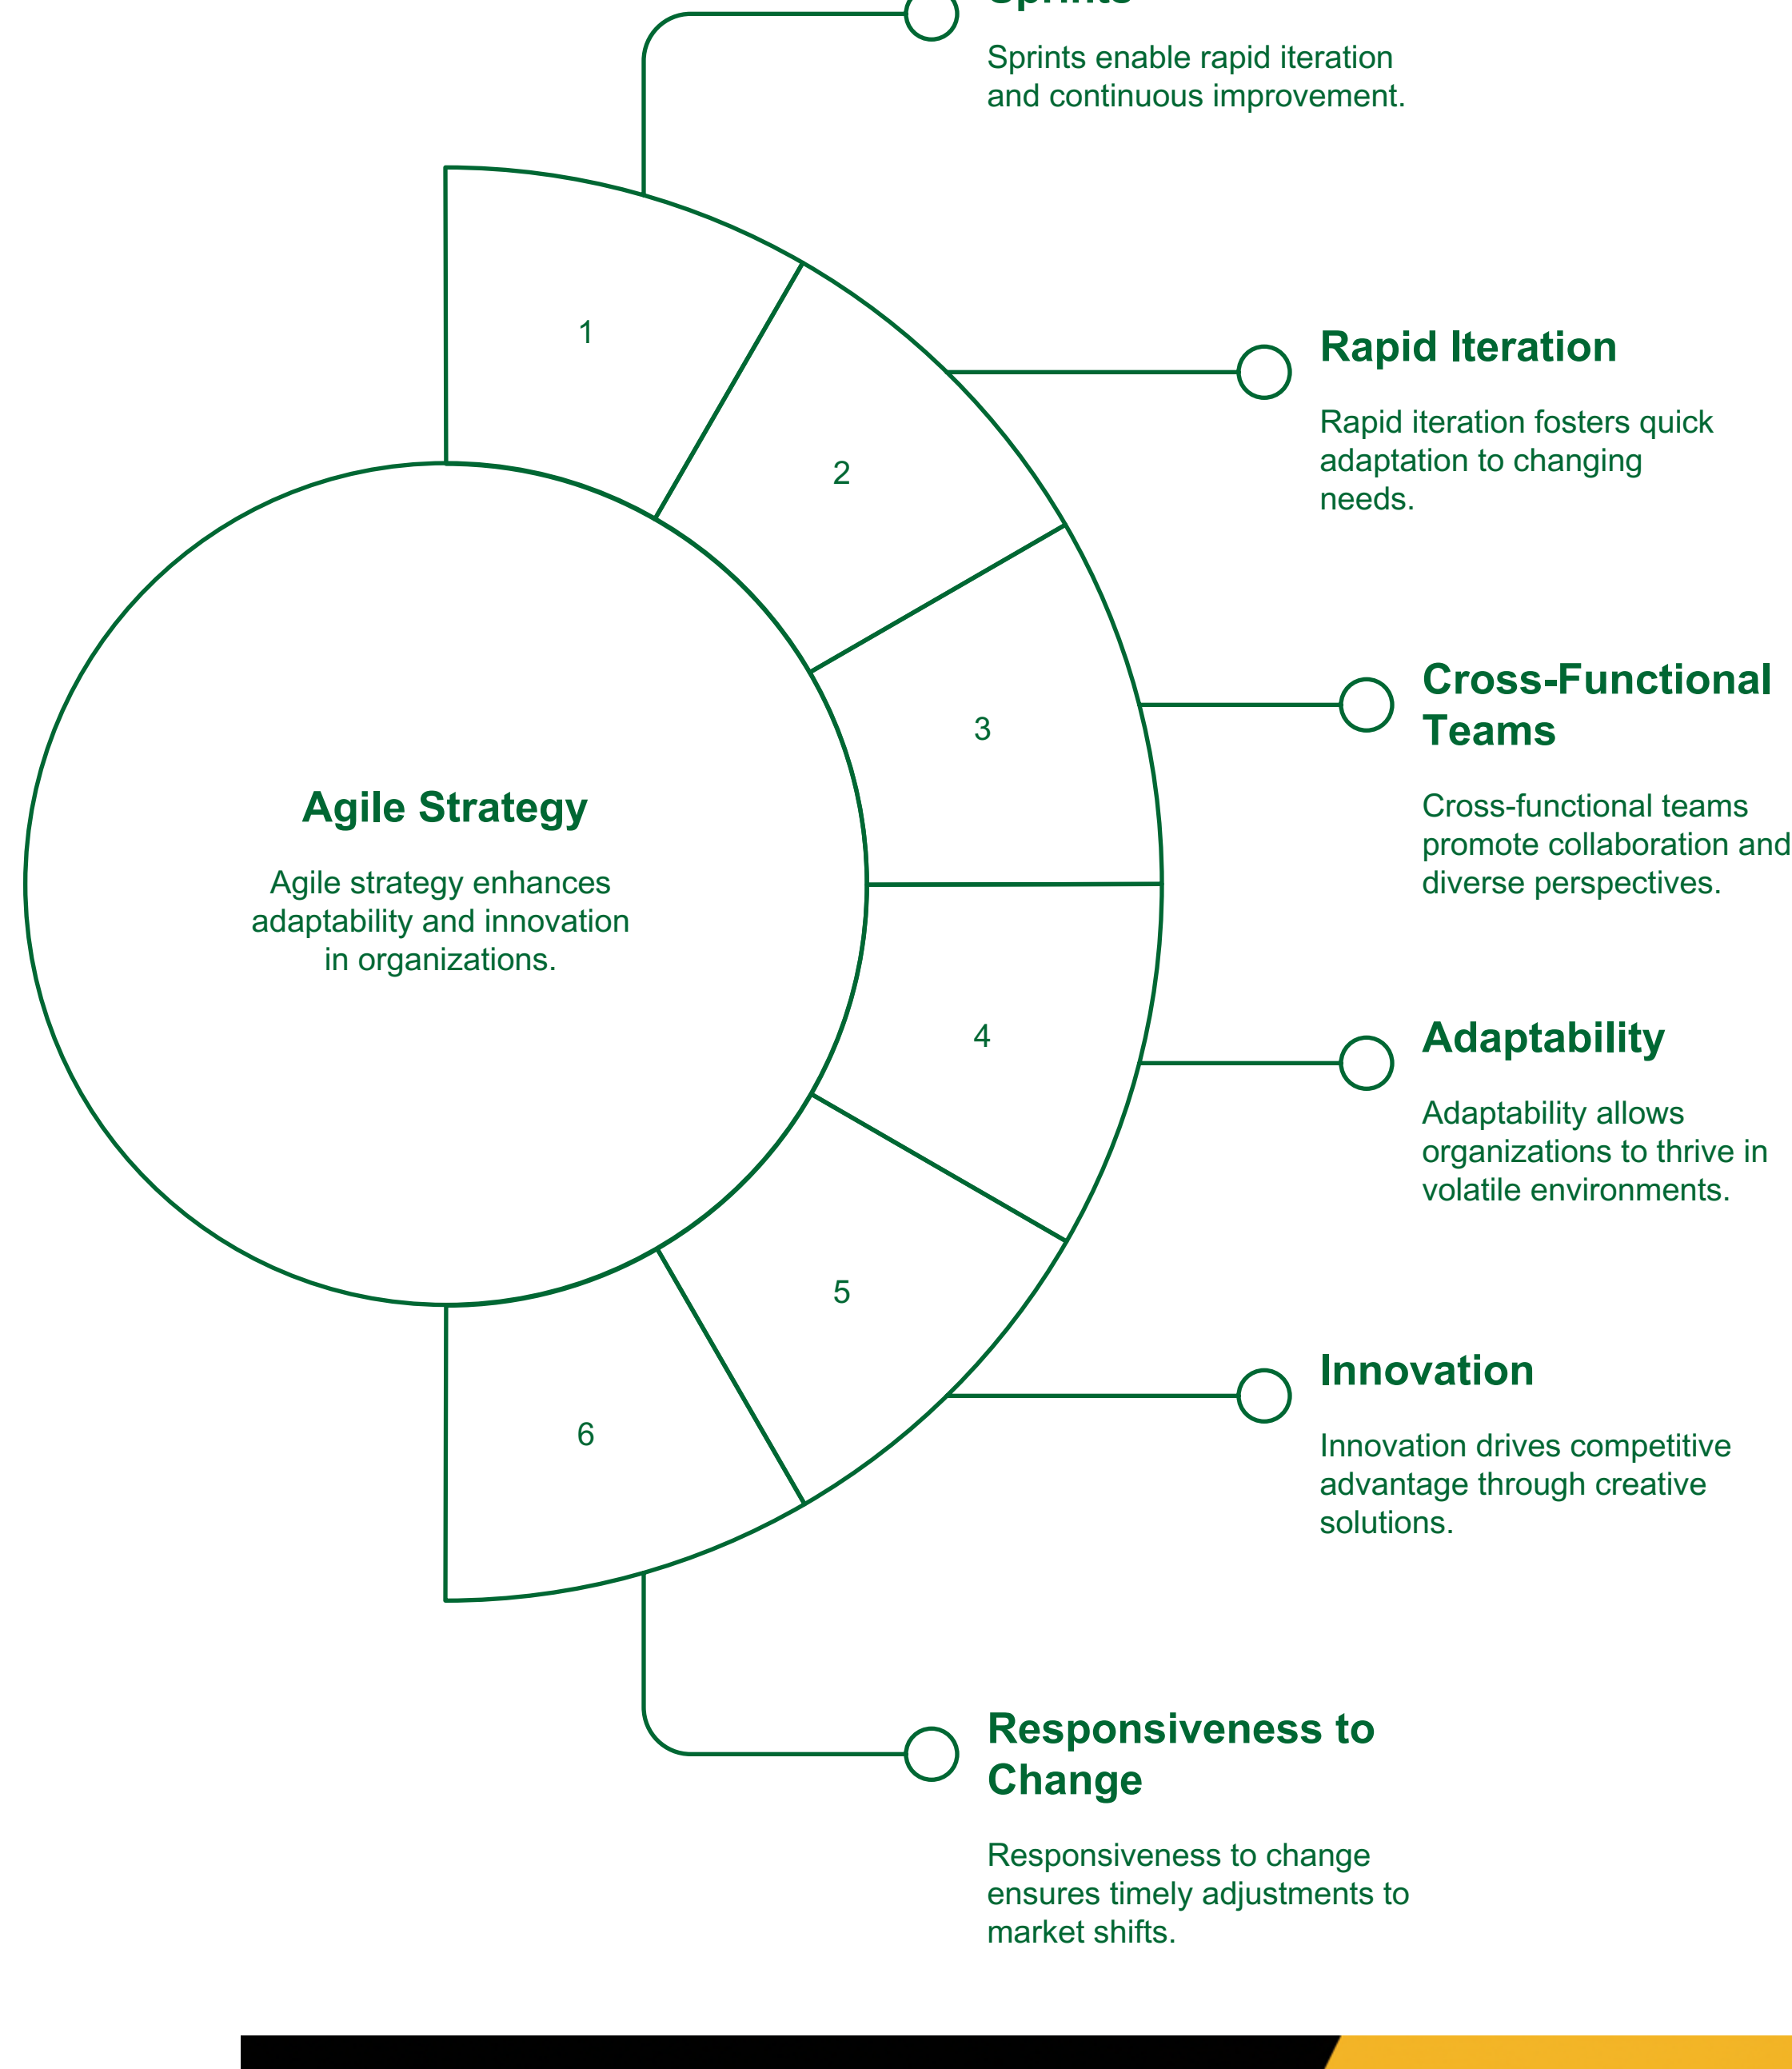 Sprints
Sprints enable rapid iteration
and continuous improvement.
1
Rapid Iteration
Rapid iteration fosters quick
adaptation to changing
needs.
2
Cross-Functional
Teams
Cross-functional teams
promote collaboration and
diverse perspectives.
3
Agile Strategy
Agile strategy enhances
adaptability and innovation
in organizations.
4
Adaptability
Adaptability allows
organizations to thrive in
volatile environments.
5
Innovation
Innovation drives competitive
advantage through creative
solutions.
6
Responsiveness to
Change
Responsiveness to change
ensures timely adjustments to
market shifts.